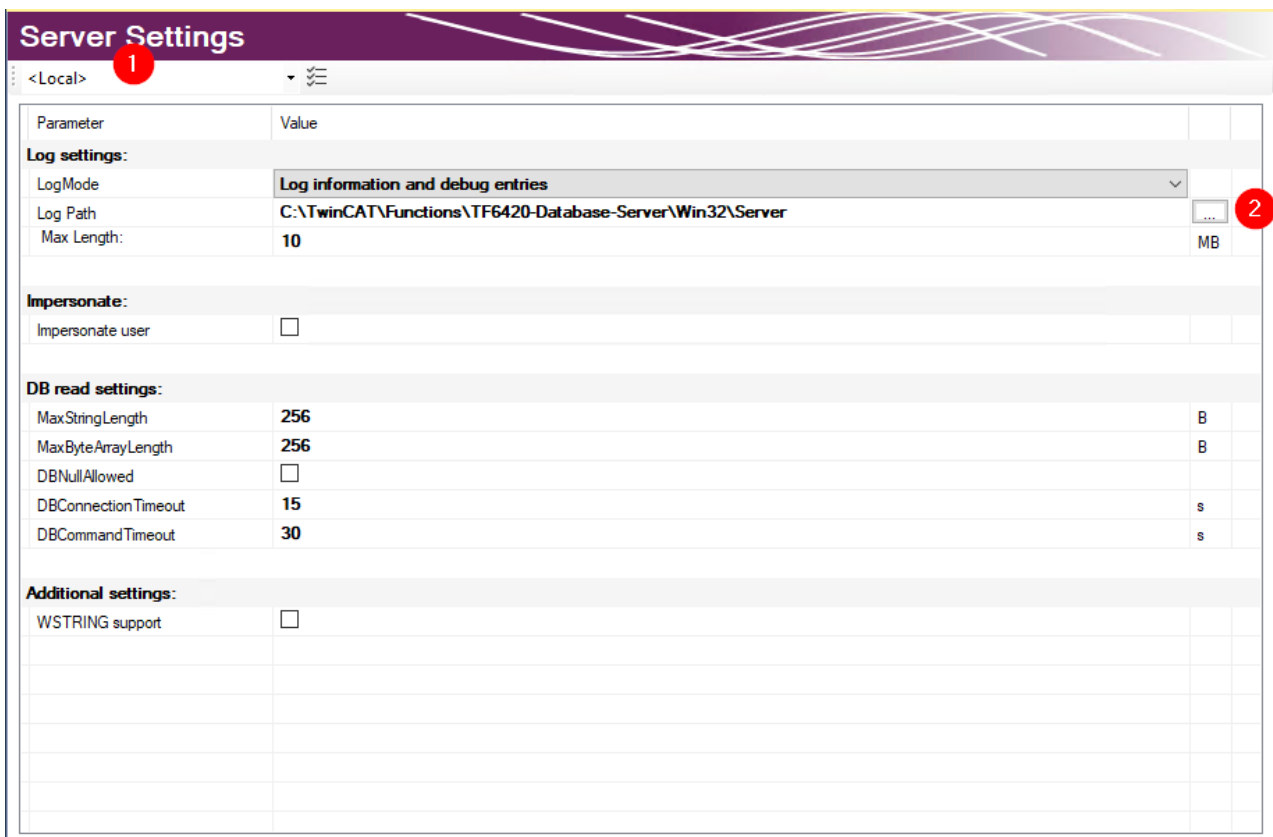 Server Settings
1
<Local>
Parameter Value
Log settings:
LogMode Log information and debug entries
Log Path C:\TwinCAT\Functions\TF6420-Database-Server\Win32\Server ... 2
Max Length: 10 MB
Impersonate:
Impersonate user
DB read settings:
MaxStringLength 256 B
MaxByteArrayLength 256 B
DBNullAllowed
DBConnectionTimeout 15 s
DBCommandTimeout 30 s
Additional settings:
WSTRING support